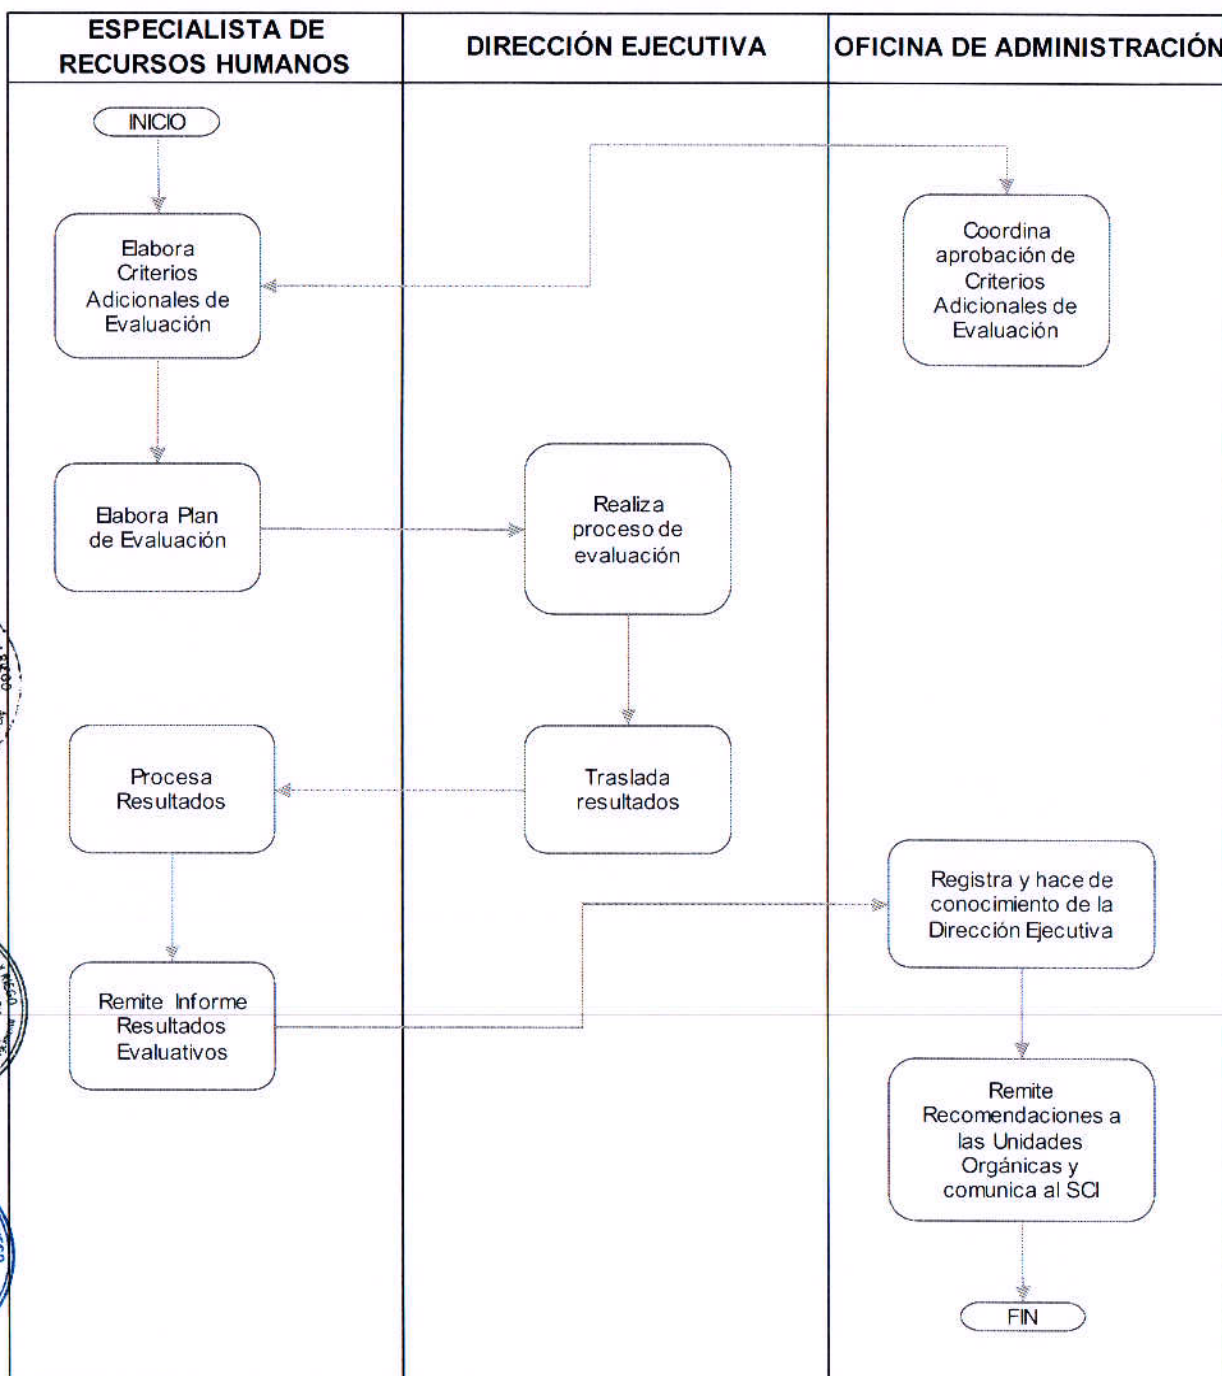 ESPECIALISTA DE
RECURSOS HUMANOS
DIRECCIÓN EJECUTIVA
OFICINA DE ADMINISTRACIÓN
INICIO
Elabora
Criterios
Adicionales de
Evaluación
Coordina
aprobación de
Criterios
Adicionales de
Evaluación
Elabora Plan
de Evaluación
Realiza
proceso de
evaluación
Procesa
Resultados
Traslada
resultados
Registra y hace de
conocimiento de la
Dirección Ejecutiva
Remite Informe
Resultados
Evaluativos
Remite
Recomendaciones a
las Unidades
Orgánicas y
comunica al SCI
FIN